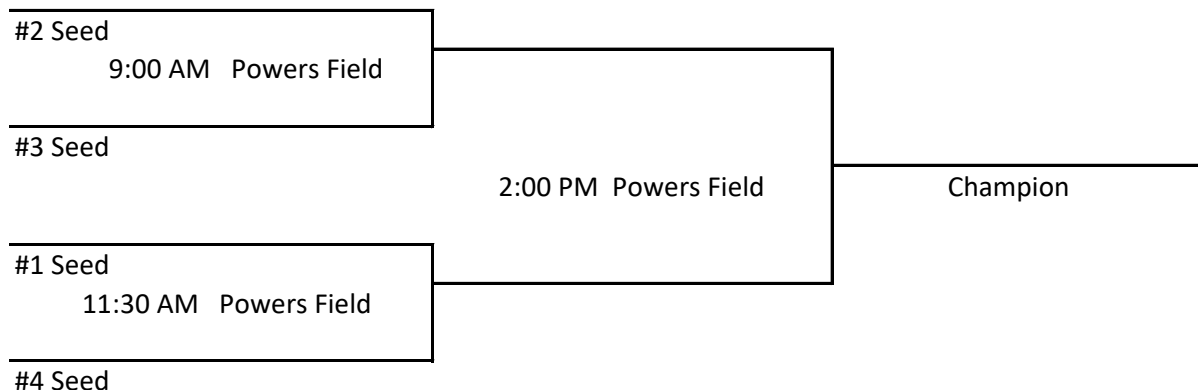 #2 Seed
9:00 AM Powers Field
#3 Seed
2:00 PM Powers Field
Champion
#1 Seed
11:30 AM Powers Field
#4 Seed